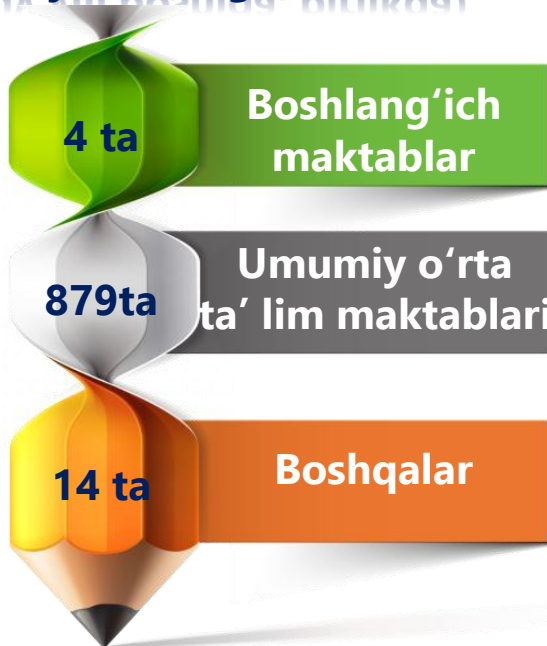 4 ta
Boshlang‘ich
maktablar
879ta
Umumiy o‘rta
ta’ lim maktablari
14 ta
Boshqalar